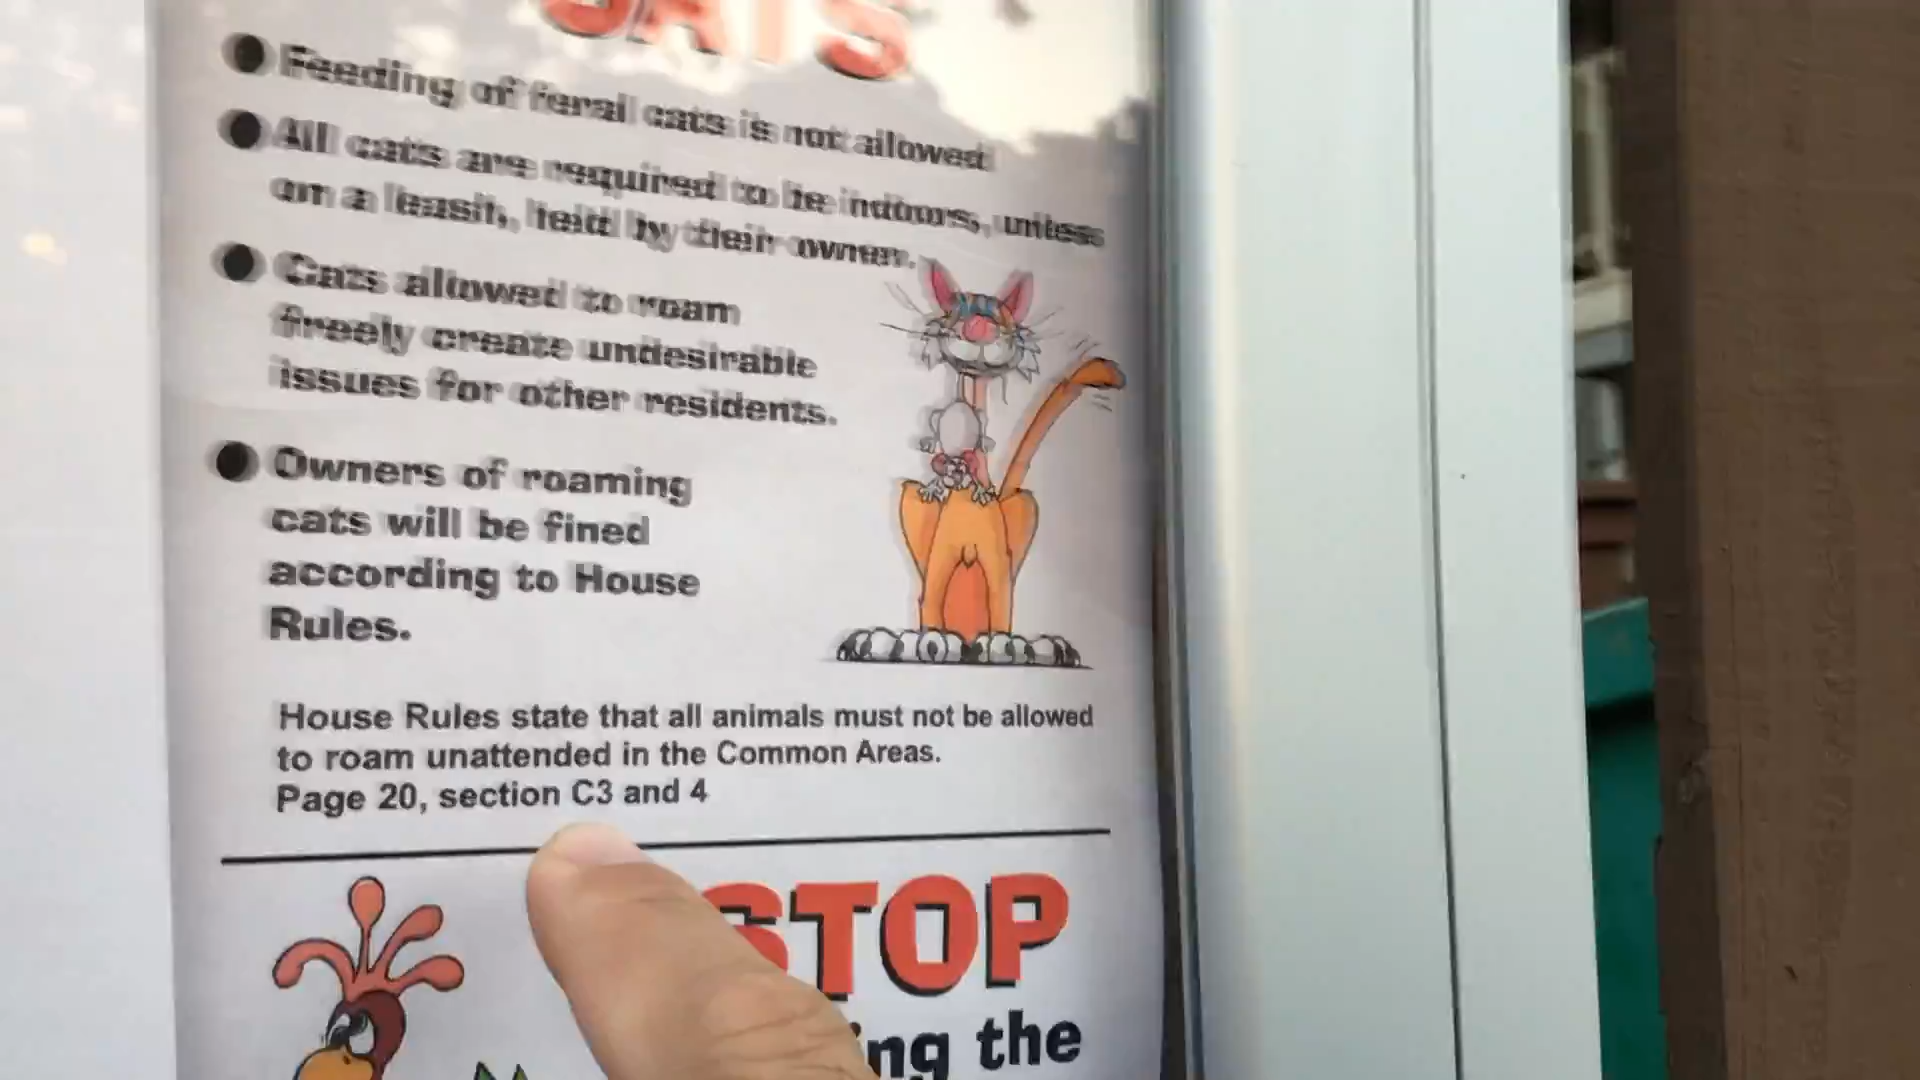 CATS
Feeding of feral cats is not allowed
All cats are required to be indoors, unless
on a leash, held by their owner.
Cats allowed to roam
freely create undesirable
issues for other residents.
Owners of roaming
cats will be fined
according to House
Rules.
House Rules state that all animals must not be allowed
to roam unattended in the Common Areas.
Page 20, section C3 and 4
STOP
ing the